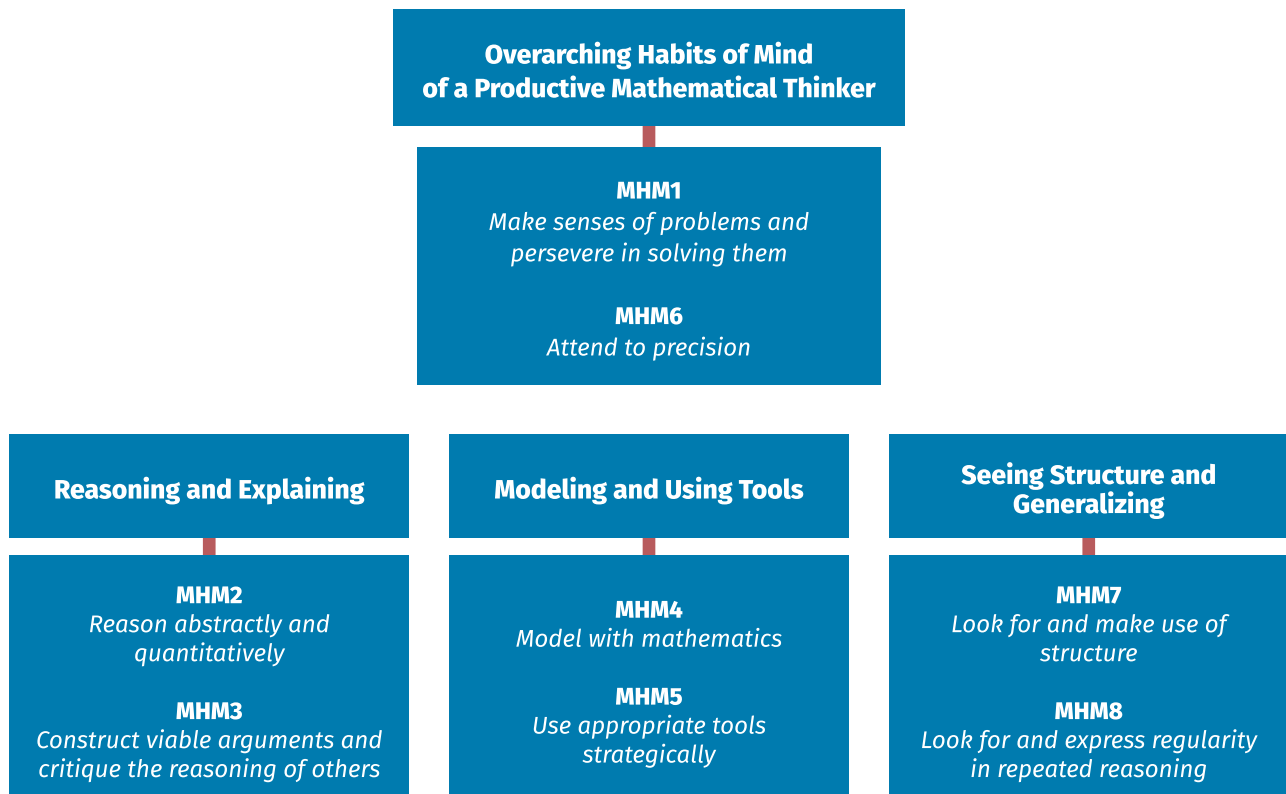 Overarching Habits of Mind
of a Productive Mathematical Thinker
MHM1
Make senses of problems and
persevere in solving them
MHM6
Attend to precision
Reasoning and Explaining
MHM2
Reason abstractly and
quantitatively
MHM3
Construct viable arguments and
critique the reasoning of others
Modeling and Using Tools
MHM4
Model with mathematics
MHM5
Use appropriate tools
strategically
Seeing Structure and
Generalizing
MHM7
Look for and make use of
structure
MHM8
Look for and express regularity
in repeated reasoning